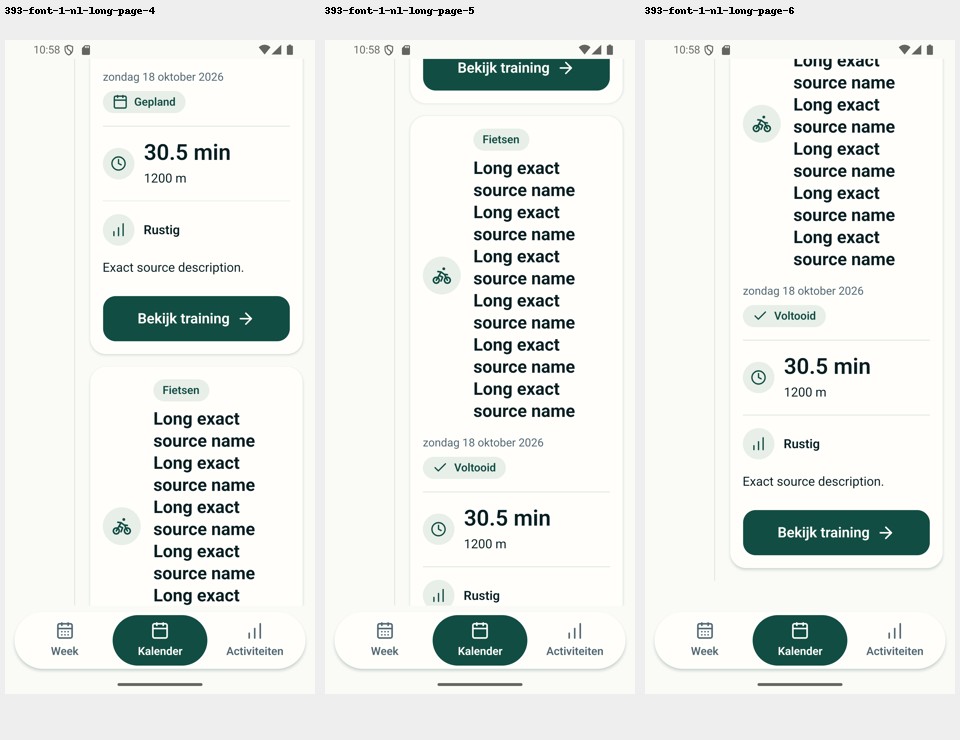 393-font-1-nl-long-page-4
10:58
zondag 18 oktober 2026
Gepland
30.5 min
1200 m
Rustig
Exact source description.
Bekijk training
Fietsen
Long exact
source name
Long exact
source name
Long exact
source name
Long exact
source name
Long exact
Week
Kalender
Activiteiten
393-font-1-nl-long-page-5
10:58
Bekijk training
Fietsen
Long exact
source name
Long exact
source name
Long exact
source name
Long exact
source name
Long exact
source name
Long exact
source name
zondag 18 oktober 2026
Voltooid
30.5 min
1200 m
Rustig
Week
Kalender
Activiteiten
393-font-1-nl-long-page-6
10:58
Long exact
source name
Long exact
source name
Long exact
source name
Long exact
source name
Long exact
source name
zondag 18 oktober 2026
Voltooid
30.5 min
1200 m
Rustig
Exact source description.
Bekijk training
Week
Kalender
Activiteiten